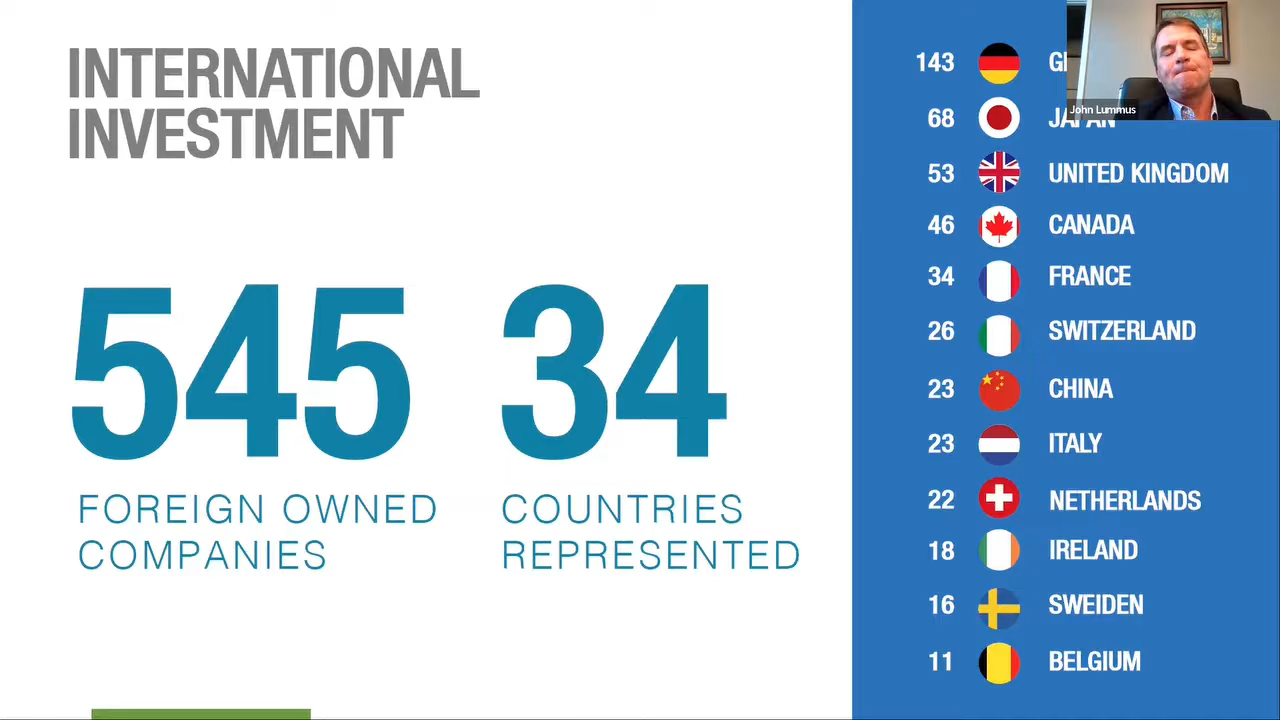 INTERNATIONAL
INVESTMENT
545
FOREIGN OWNED
COMPANIES
34
COUNTRIES
REPRESENTED
143
68 JAPAN
53 UNITED KINGDOM
46 CANADA
34 FRANCE
26 SWITZERLAND
23 CHINA
23 ITALY
22 NETHERLANDS
18 IRELAND
16 SWEIDEN
11 BELGIUM
John Lummus